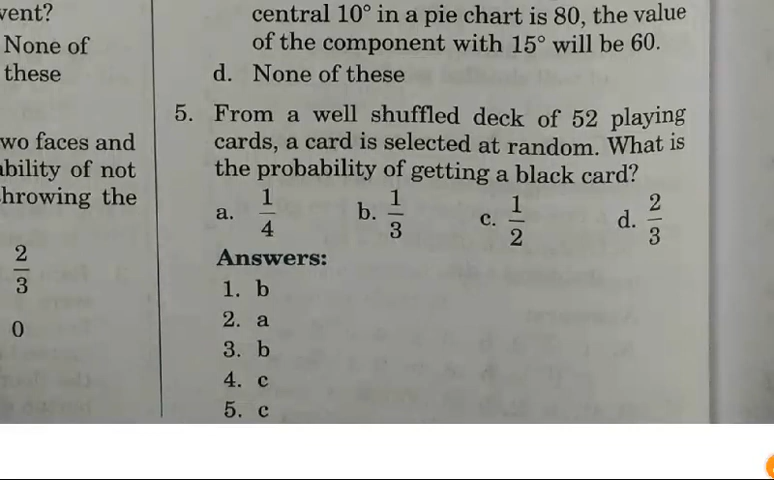 vent?
None of
these
wo faces and
bility of not
hrowing the
2/3
0
central 10° in a pie chart is 80, the value
of the component with 15° will be 60.
d. None of these
5. From a well shuffled deck of 52 playing
cards, a card is selected at random. What is
the probability of getting a black card?
a. 1/4 b. 1/3 c. 1/2 d. 2/3
Answers:
1. b
2. a
3. b
4. c
5. c